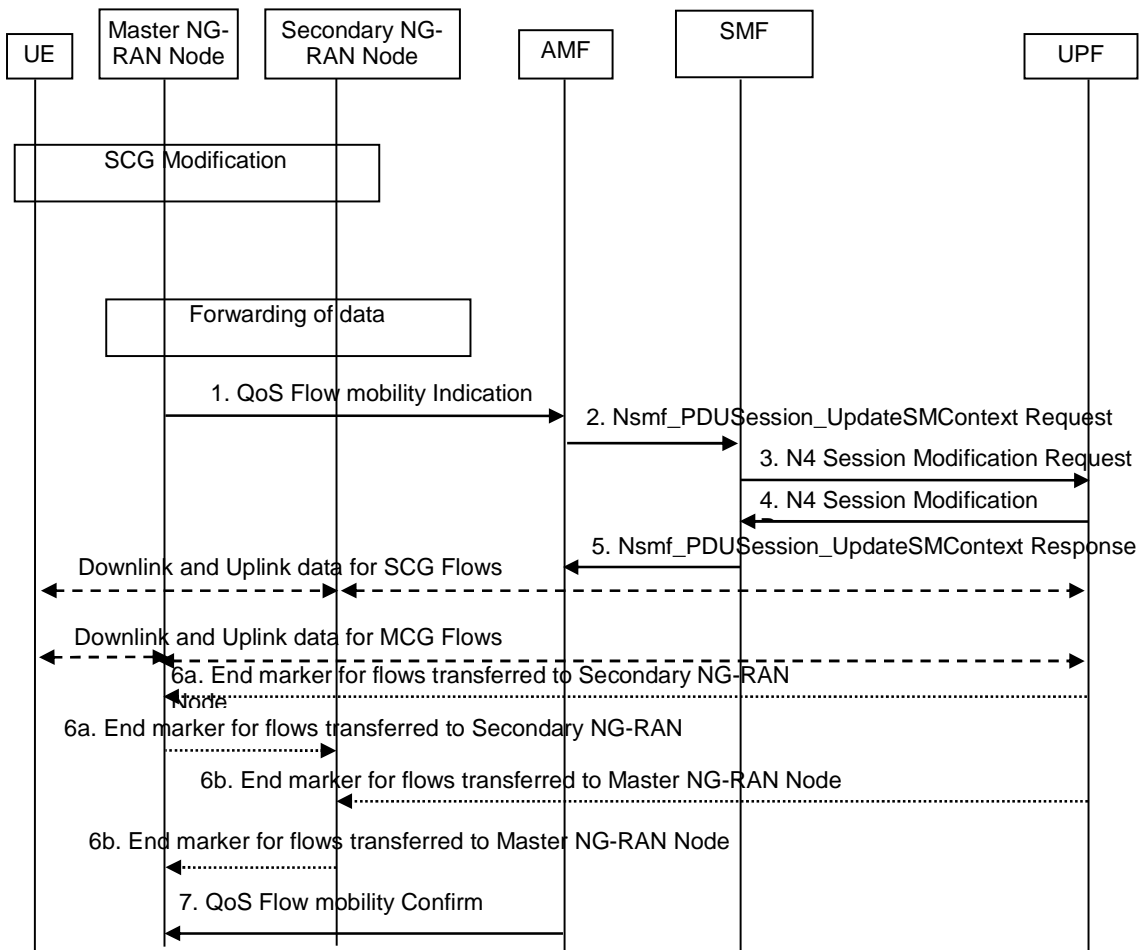 UE
Master NG-
RAN Node
Secondary NG-
RAN Node
AMF
SMF
UPF
SCG Modification
Forwarding of data
1. QoS Flow mobility Indication
2. Nsmf_PDUSession_UpdateSMContext Request
3. N4 Session Modification Request
4. N4 Session Modification
5. Nsmf_PDUSession_UpdateSMContext Response
Downlink and Uplink data for SCG Flows
Downlink and Uplink data for MCG Flows
6a. End marker for flows transferred to Secondary NG-RAN
Node
6a. End marker for flows transferred to Secondary NG-RAN
6b. End marker for flows transferred to Master NG-RAN Node
6b. End marker for flows transferred to Master NG-RAN Node
7. QoS Flow mobility Confirm